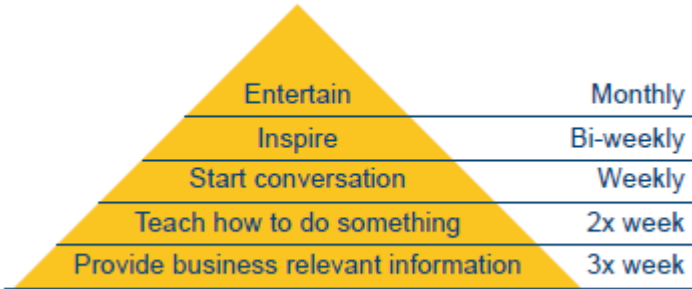 Entertain Monthly
Inspire Bi-weekly
Start conversation Weekly
Teach how to do something 2x week
Provide business relevant information 3x week